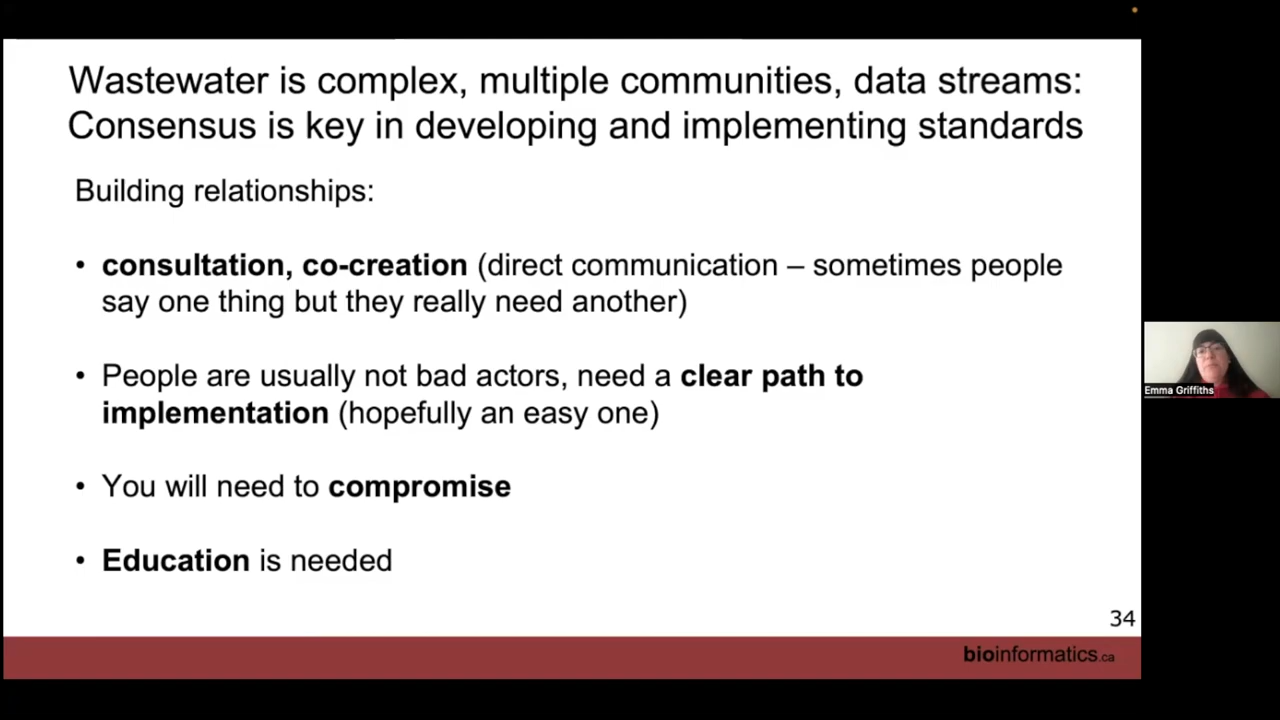 Wastewater is complex, multiple communities, data streams:
Consensus is key in developing and implementing standards
Building relationships:
• consultation, co-creation (direct communication – sometimes people
say one thing but they really need another)
• People are usually not bad actors, need a clear path to
implementation (hopefully an easy one)
• You will need to compromise
• Education is needed
34
bioinformatics.ca
Emma Griffiths